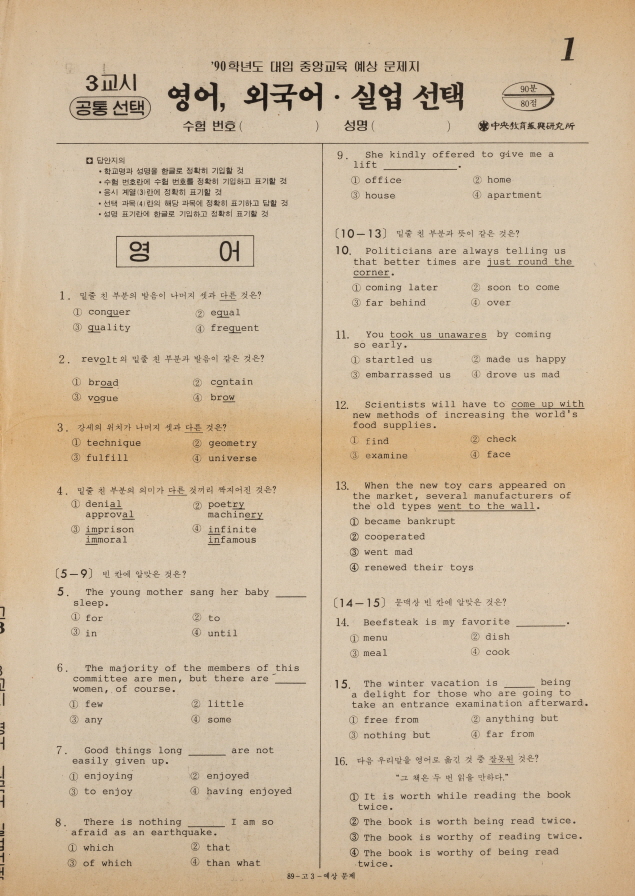 1
'90학년도 대입 중앙교육 예상 문제지
3교시
공통 선택
영어, 외국어·실업 선택
90분
80점
수험 번호( ) 성명( )
中央敎育振興硏究所
답안지의
• 학교명과 성명을 한글로 정확히 기입할 것
• 수험 번호란에 수험 번호를 정확히 기입하고 표기할 것
• 응시 계열(3)란에 정확히 표기할 것
• 선택 과목(4)란의 해당 과목에 정확히 표기하고 답할 것
• 성명 표기란에 한글로 기입하고 정확히 표기할 것
영 어
1. 밑줄 친 부분의 발음이 나머지 셋과 다른 것은?
① conquer ② equal
③ quality ④ frequent
2. revolt의 밑줄 친 부분과 발음이 같은 것은?
① broad ② contain
③ vogue ④ brow
3. 강세의 위치가 나머지 셋과 다른 것은?
① technique ② geometry
③ fulfill ④ universe
4. 밑줄 친 부분의 의미가 다른 것끼리 짝지어진 것은?
① denial ② poetry
approval machinery
③ imprison ④ infinite
immoral infamous
〔5-9〕 빈 칸에 알맞은 것은?
5. The young mother sang her baby _____
sleep.
① for ② to
③ in ④ until
6. The majority of the members of this
committee are men, but there are _____
women, of course.
① few ② little
③ any ④ some
7. Good things long ______ are not
easily given up.
① enjoying ② enjoyed
③ to enjoy ④ having enjoyed
8. There is nothing ______ I am so
afraid as an earthquake.
① which ② that
③ of which ④ than what
9. She kindly offered to give me a
lift ____________.
① office ② home
③ house ④ apartment
〔10-13〕 밑줄 친 부분과 뜻이 같은 것은?
10. Politicians are always telling us
that better times are just round the
corner.
① coming later ② soon to come
③ far behind ④ over
11. You took us unawares by coming
so early.
① startled us ② made us happy
③ embarrassed us ④ drove us mad
12. Scientists will have to come up with
new methods of increasing the world's
food supplies.
① find ② check
③ examine ④ face
13. When the new toy cars appeared on
the market, several manufacturers of
the old types went to the wall.
① became bankrupt
② cooperated
③ went mad
④ renewed their toys
〔14-15〕 문맥상 빈 칸에 알맞은 것은?
14. Beefsteak is my favorite ________.
① menu ② dish
③ meal ④ cook
15. The winter vacation is _____ being
a delight for those who are going to
take an entrance examination afterward.
① free from ② anything but
③ nothing but ④ far from
16. 다음 우리말을 영어로 옮긴 것 중 잘못된 것은?
"그 책은 두 번 읽을 만하다."
① It is worth while reading the book
twice.
② The book is worth being read twice.
③ The book is worthy of reading twice.
④ The book is worthy of being read
twice.
89-고3-예상 문제